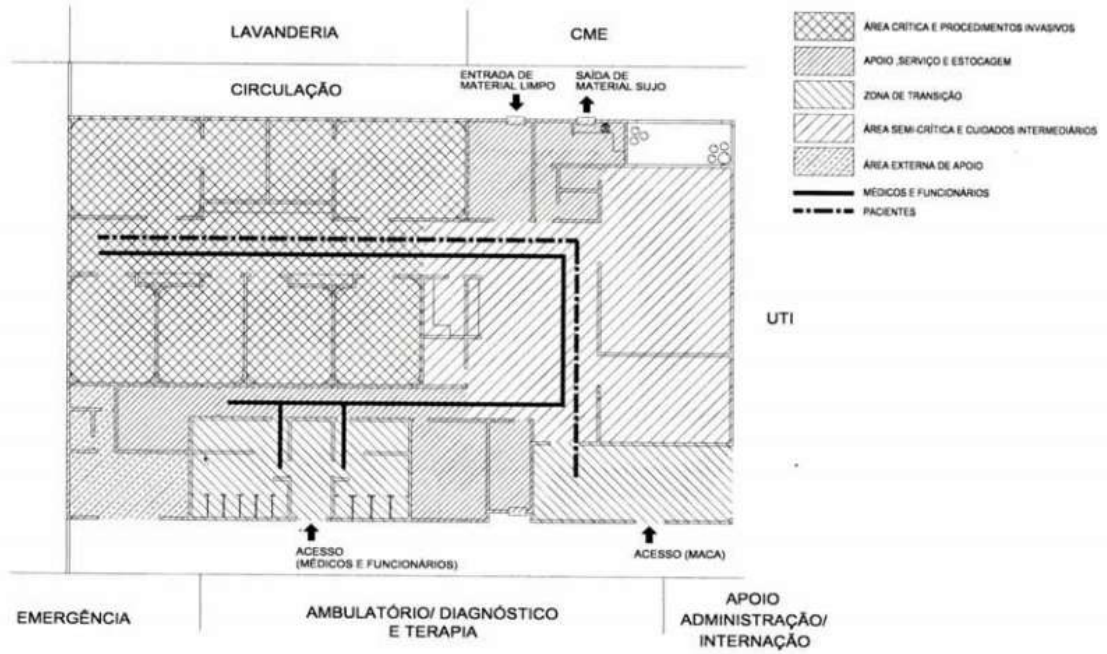 LAVANDERIA
CME
CIRCULAÇÃO
ENTRADA DE
MATERIAL LIMPO
SAÍDA DE
MATERIAL SUJO
ÁREA CRÍTICA E PROCEDIMENTOS INVASIVOS
APOIO ,SERVIÇO E ESTOCAGEM
ZONA DE TRANSIÇÃO
ÁREA SEMI-CRÍTICA E CUIDADOS INTERMEDIÁRIOS
ÁREA EXTERNA DE APOIO
MÉDICOS E FUNCIONÁRIOS
PACIENTES
UTI
ACESSO
(MÉDICOS E FUNCIONÁRIOS)
ACESSO (MACA)
EMERGÊNCIA
AMBULATÓRIO/ DIAGNÓSTICO
E TERAPIA
APOIO
ADMINISTRAÇÃO/
INTERNAÇÃO